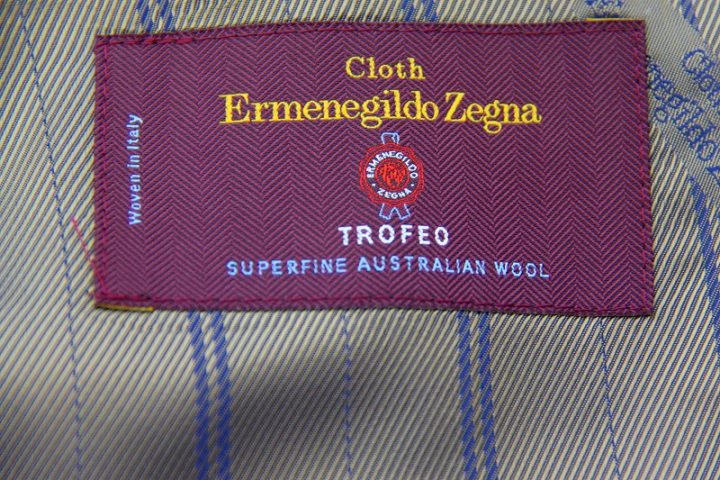 Cloth
Ermenegildo Zegna
ERMENEGILDO
ZEGNA
TROFEO
SUPERFINE AUSTRALIAN WOOL
Woven in Italy